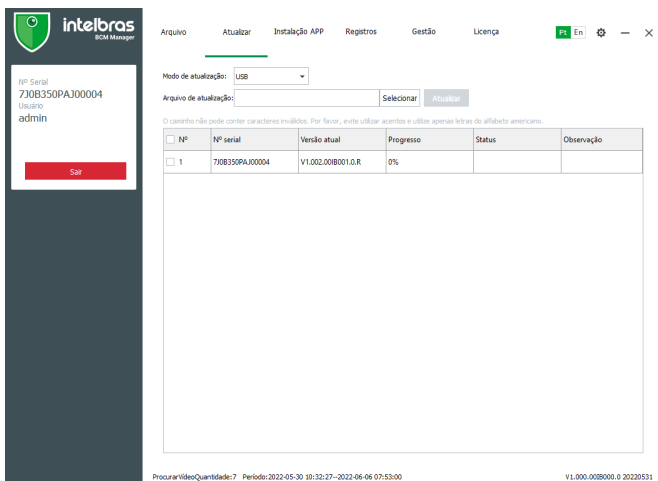 intelbras
BCM Manager
Arquivo Atualizar Instalação APP Registros Gestão Licença Pt En
Nº Serial
7J0B350PAJ00004
Usuário
admin
Sair
Modo de atualização: USB
Arquivo de atualização: Selecionar Atualizar
O caminho não pode conter caracteres inválidos. Por favor, evite utilizar acentos e utilize apenas letras do alfabeto americano.
Nº Nº serial Versão atual Progresso Status Observação
1 7J0B350PAJ00004 V1.002.00IB001.0.R 0%
ProcurarVídeoQuantidade:7 Período:2022-05-30 10:32:27--2022-06-06 07:53:00 V1.000.00IB000.0 20220531